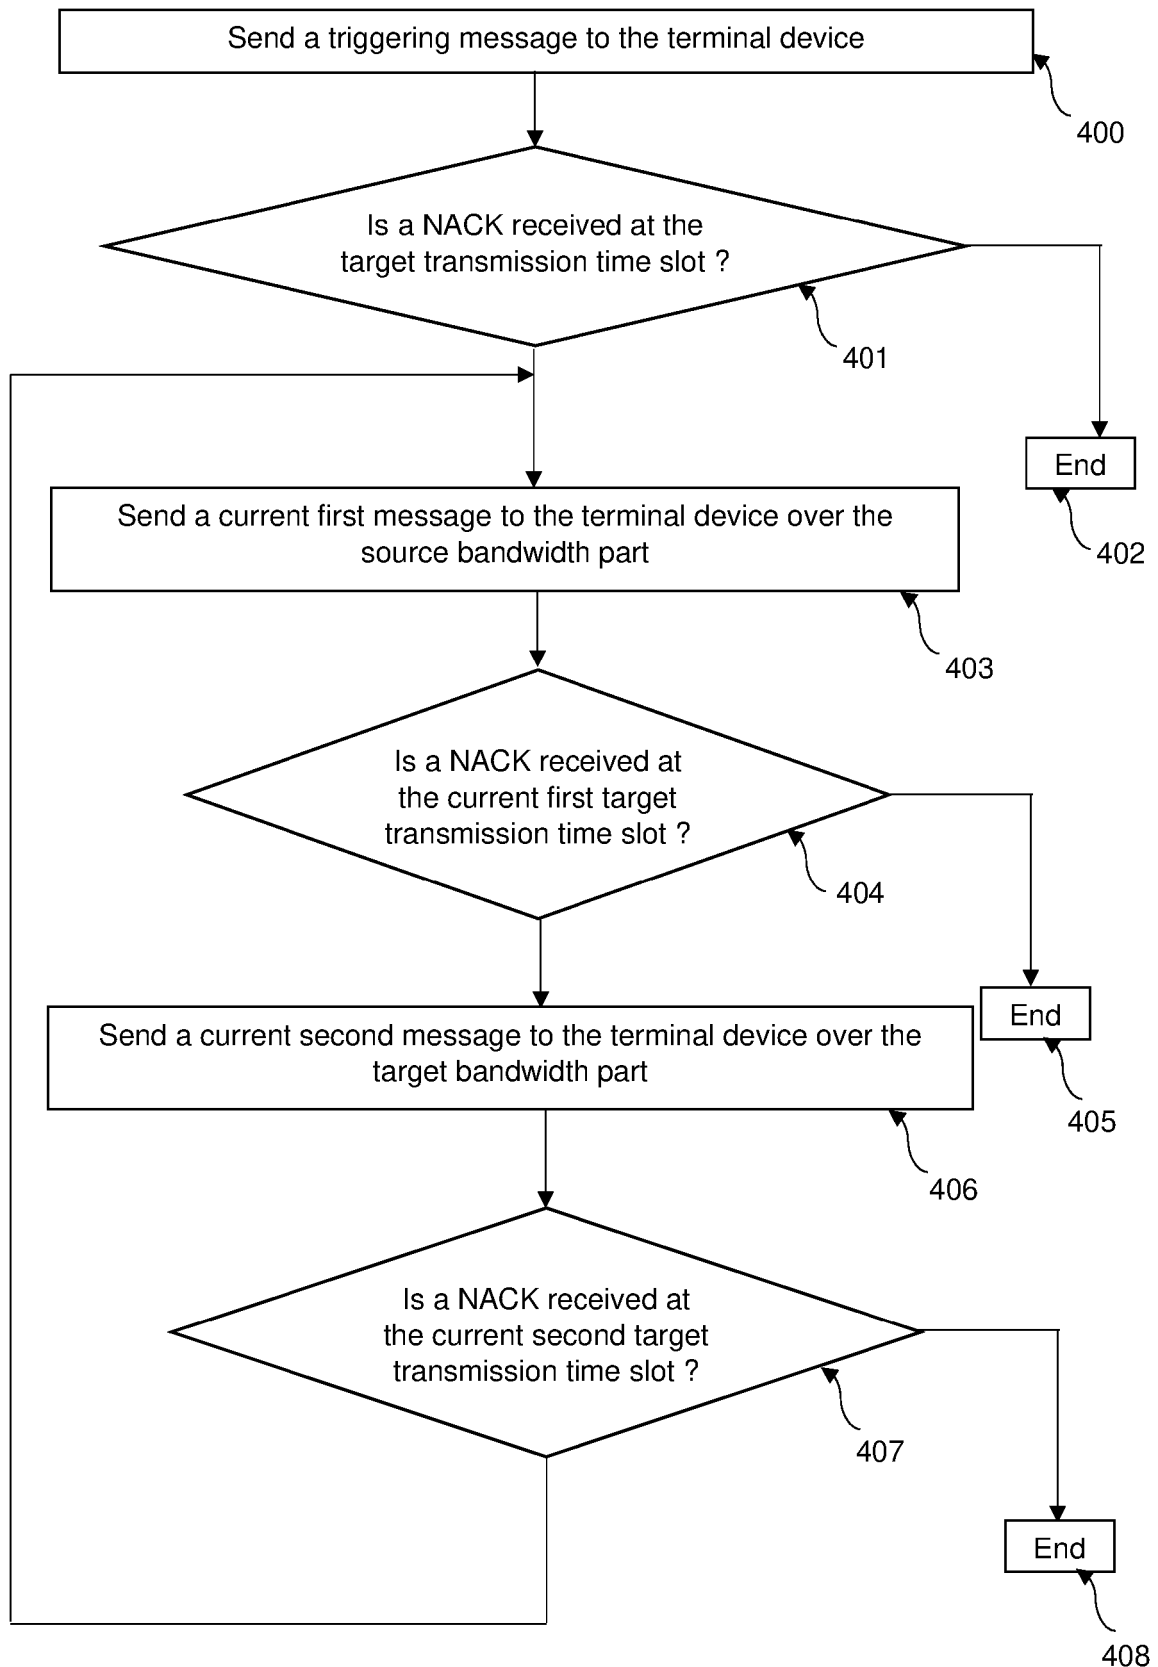 Send a triggering message to the terminal device
400
Is a NACK received at the
target transmission time slot ?
401
End
402
Send a current first message to the terminal device over the
source bandwidth part
403
Is a NACK received at
the current first target
transmission time slot ?
404
End
405
Send a current second message to the terminal device over the
target bandwidth part
406
Is a NACK received at
the current second target
transmission time slot ?
407
End
408